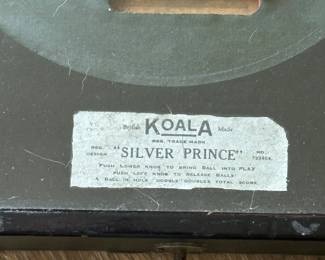 British KOALA Made
REG. TRADE MARK
REG. DESIGN "SILVER PRINCE" NO.
PUSH LOWER KNOB TO BRING BALL INTO PLAY
PUSH LEFT KNOB TO RELEASE BALLS
A BALL IN HOLE "DOUBLE" DOUBLES TOTAL SCORE